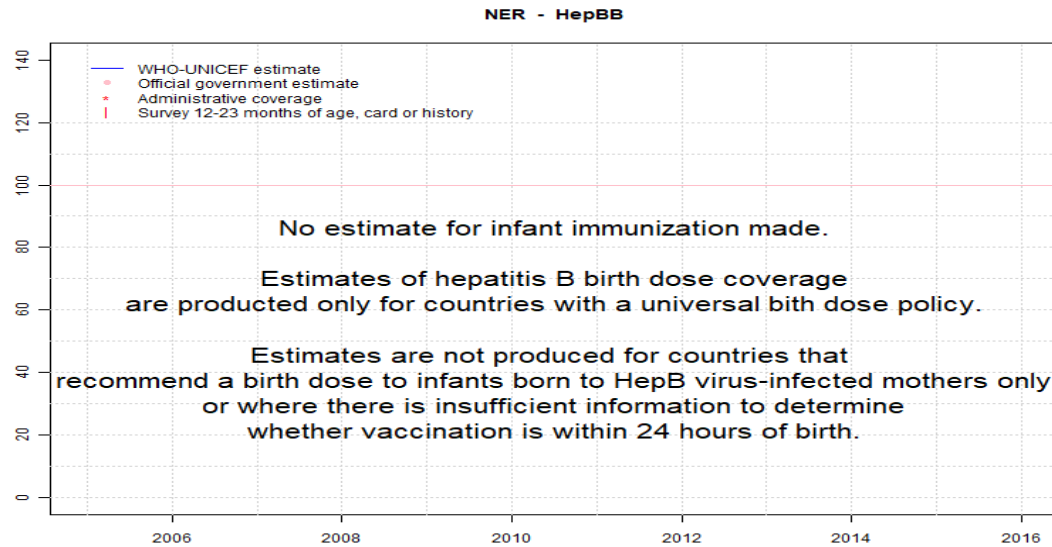 NER - HepBB
140
120
100
80
60
40
20
0
WHO-UNICEF estimate
Official government estimate
Administrative coverage
Survey 12-23 months of age, card or history
No estimate for infant immunization made.
Estimates of hepatitis B birth dose coverage
are producted only for countries with a universal bith dose policy.
Estimates are not produced for countries that
recommend a birth dose to infants born to HepB virus-infected mothers only
or where there is insufficient information to determine
whether vaccination is within 24 hours of birth.
2006 2008 2010 2012 2014 2016